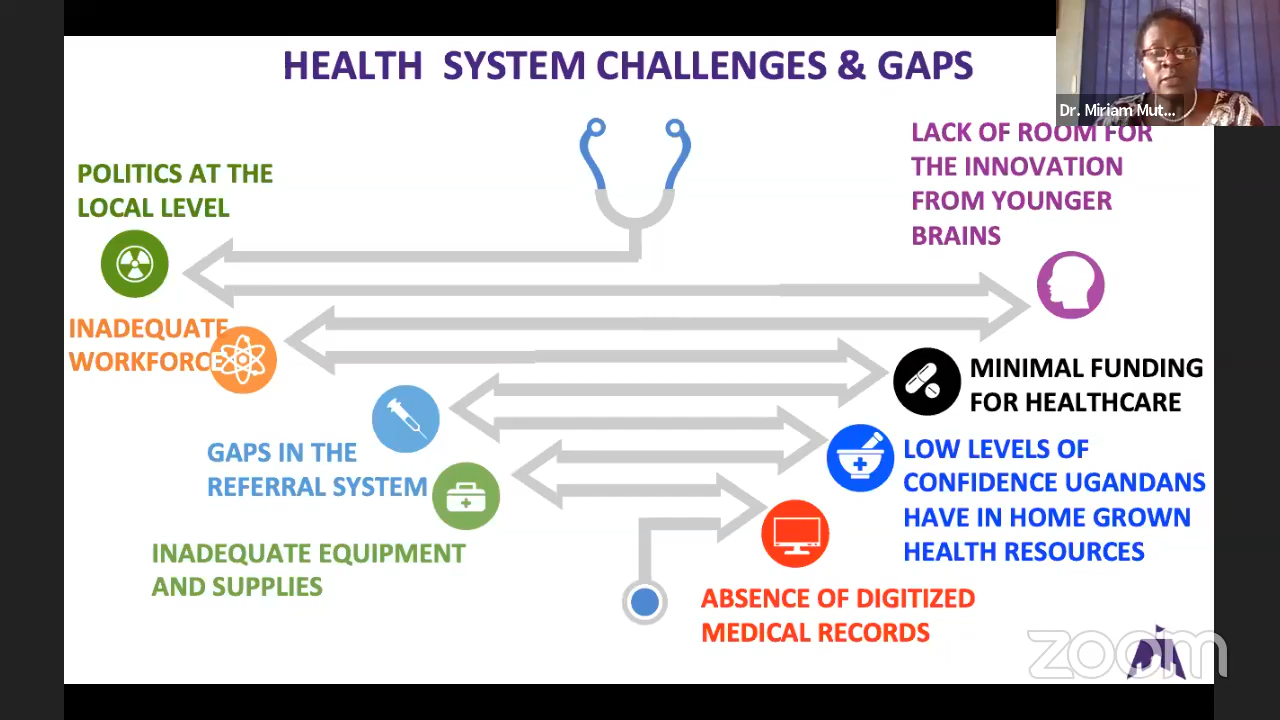 HEALTH SYSTEM CHALLENGES & GAPS
Dr. Miriam Mut...
POLITICS AT THE
LOCAL LEVEL
LACK OF ROOM FOR
THE INNOVATION
FROM YOUNGER
BRAINS
INADEQUATE
WORKFORCE
MINIMAL FUNDING
FOR HEALTHCARE
GAPS IN THE
REFERRAL SYSTEM
LOW LEVELS OF
CONFIDENCE UGANDANS
HAVE IN HOME GROWN
HEALTH RESOURCES
INADEQUATE EQUIPMENT
AND SUPPLIES
ABSENCE OF DIGITIZED
MEDICAL RECORDS
zoom